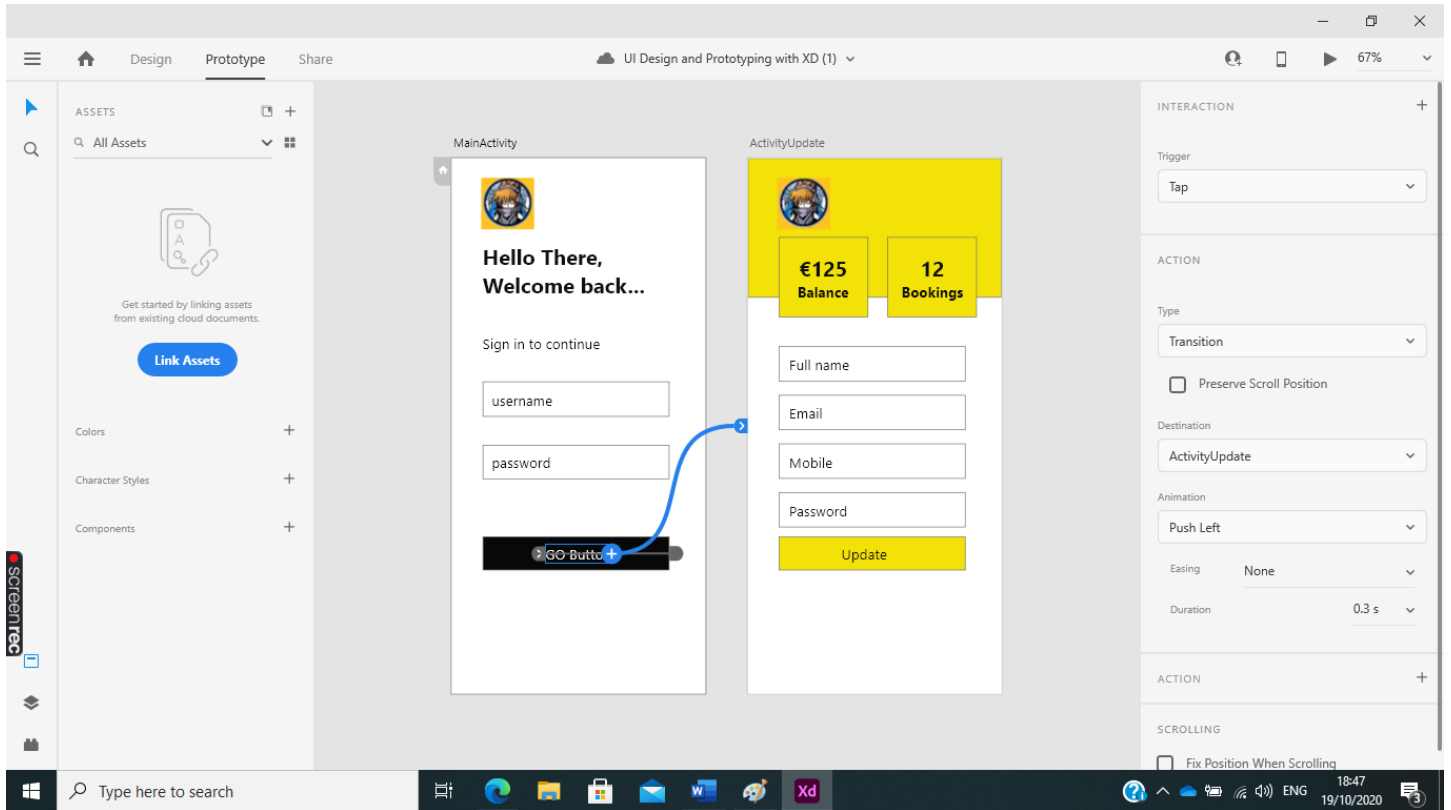 Design Prototype Share
UI Design and Prototyping with XD (1)
67%
ASSETS
All Assets
Get started by linking assets
from existing cloud documents.
Link Assets
Colors
Character Styles
Components
screenrec
MainActivity
Hello There,
Welcome back...
Sign in to continue
username
password
GO Butto
ActivityUpdate
€125
Balance
12
Bookings
Full name
Email
Mobile
Password
Update
INTERACTION
Trigger
Tap
ACTION
Type
Transition
Preserve Scroll Position
Destination
ActivityUpdate
Animation
Push Left
Easing None
Duration 0.3 s
ACTION
SCROLLING
Fix Position When Scrolling
Type here to search
Xd
ENG
18:47
19/10/2020
3